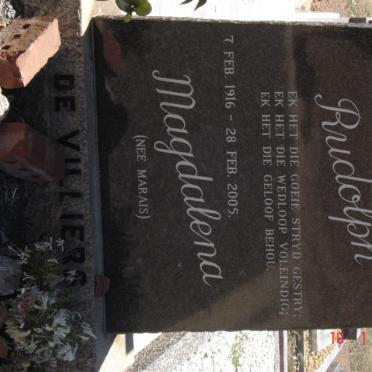 Rudolph
EK HET DIE GOEIE STRYD GESTRY;
EK HET DIE WEDLOOP VOLEINDIG;
EK HET DIE GELOOF BEHOU.
7 FEB. 1916 – 28 FEB. 2005.
Magdalena
(NEE MARAIS)
DE VILLIERS